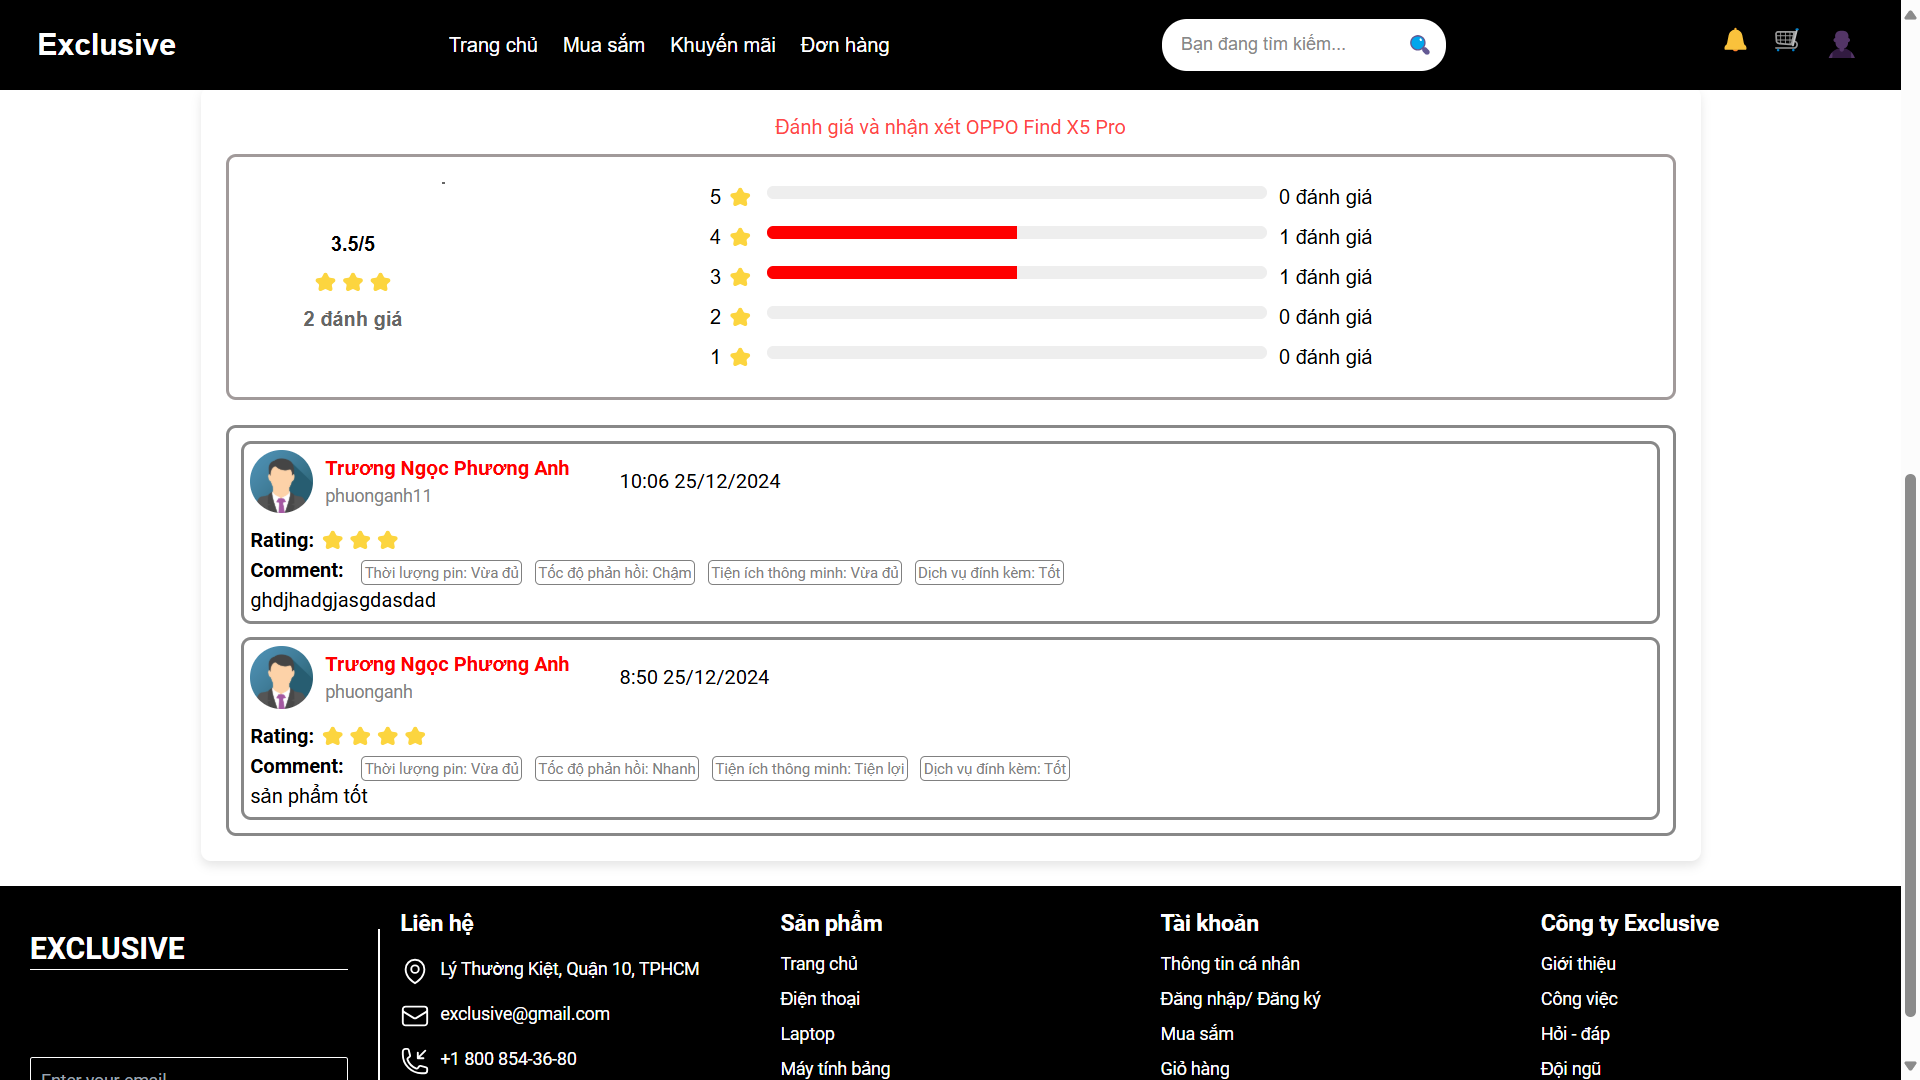 Exclusive
Trang chủ Mua sắm Khuyến mãi Đơn hàng
Bạn đang tìm kiếm...
Đánh giá và nhận xét OPPO Find X5 Pro
-
3.5/5
2 đánh giá
5 0 đánh giá
4 1 đánh giá
3 1 đánh giá
2 0 đánh giá
1 0 đánh giá
Trương Ngọc Phương Anh
phuonganh11
10:06 25/12/2024
Rating:
Comment: Thời lượng pin: Vừa đủ Tốc độ phản hồi: Chậm Tiện ích thông minh: Vừa đủ Dịch vụ đính kèm: Tốt
ghdjhadgjasgdasdad
Trương Ngọc Phương Anh
phuonganh
8:50 25/12/2024
Rating:
Comment: Thời lượng pin: Vừa đủ Tốc độ phản hồi: Nhanh Tiện ích thông minh: Tiện lợi Dịch vụ đính kèm: Tốt
sản phẩm tốt
EXCLUSIVE
Enter your email
Liên hệ
Lý Thường Kiệt, Quận 10, TPHCM
exclusive@gmail.com
+1 800 854-36-80
Sản phẩm
Trang chủ
Điện thoại
Laptop
Máy tính bảng
Tài khoản
Thông tin cá nhân
Đăng nhập/ Đăng ký
Mua sắm
Giỏ hàng
Công ty Exclusive
Giới thiệu
Công việc
Hỏi - đáp
Đội ngũ